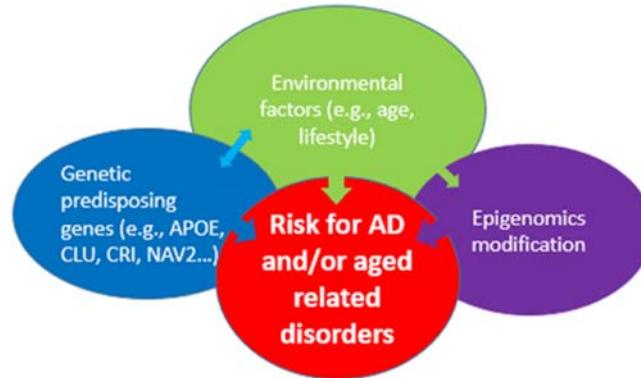 Environmental
factors (e.g., age,
lifestyle)
Genetic
predisposing
genes (e.g., APOE,
CLU, CRI, NAV2...)
Risk for AD
and/or aged
related
disorders
Epigenomics
modification